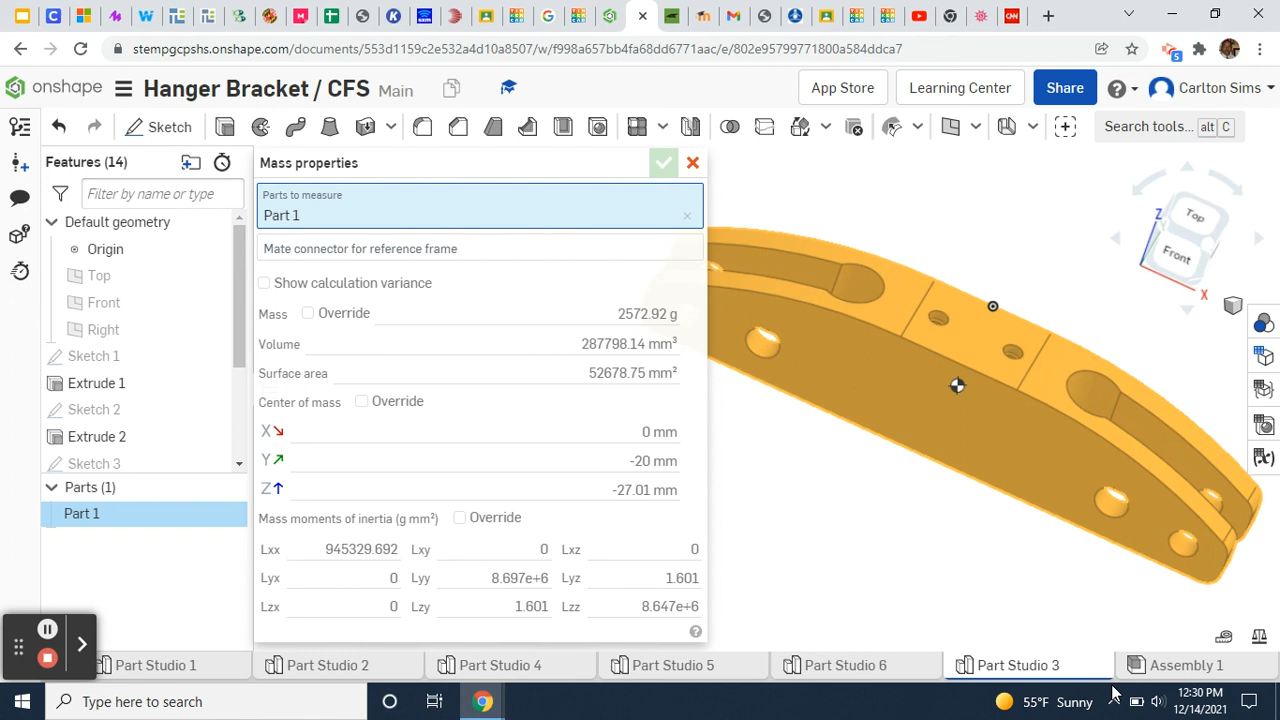 stempgcpshs.onshape.com/documents/553d1159c2e532a4d10a8507/w/f998a657bb4fa68dd6771aac/e/802e95799771800a584ddca7
5
onshape
Hanger Bracket / CFS Main
App Store
Learning Center
Share
Carlton Sims
Sketch
Search tools...
alt C
Features (14)
Filter by name or type
Default geometry
Origin
Top
Front
Right
Sketch 1
Extrude 1
Sketch 2
Extrude 2
Sketch 3
Parts (1)
Part 1
Mass properties
Parts to measure
Part 1
Mate connector for reference frame
Show calculation variance
Mass Override 2572.92 g
Volume 287798.14 mm³
Surface area 52678.75 mm²
Center of mass Override
X 0 mm
Y -20 mm
Z -27.01 mm
Mass moments of inertia (g mm²) Override
Lxx 945329.692 Lxy 0 Lxz 0
Lyx 0 Lyy 8.697e+6 Lyz 1.601
Lzx 0 Lzy 1.601 Lzz 8.647e+6
Z
Top
Front
X
Part Studio 1
Part Studio 2
Part Studio 4
Part Studio 5
Part Studio 6
Part Studio 3
Assembly 1
Type here to search
55°F Sunny
12:30 PM
12/14/2021